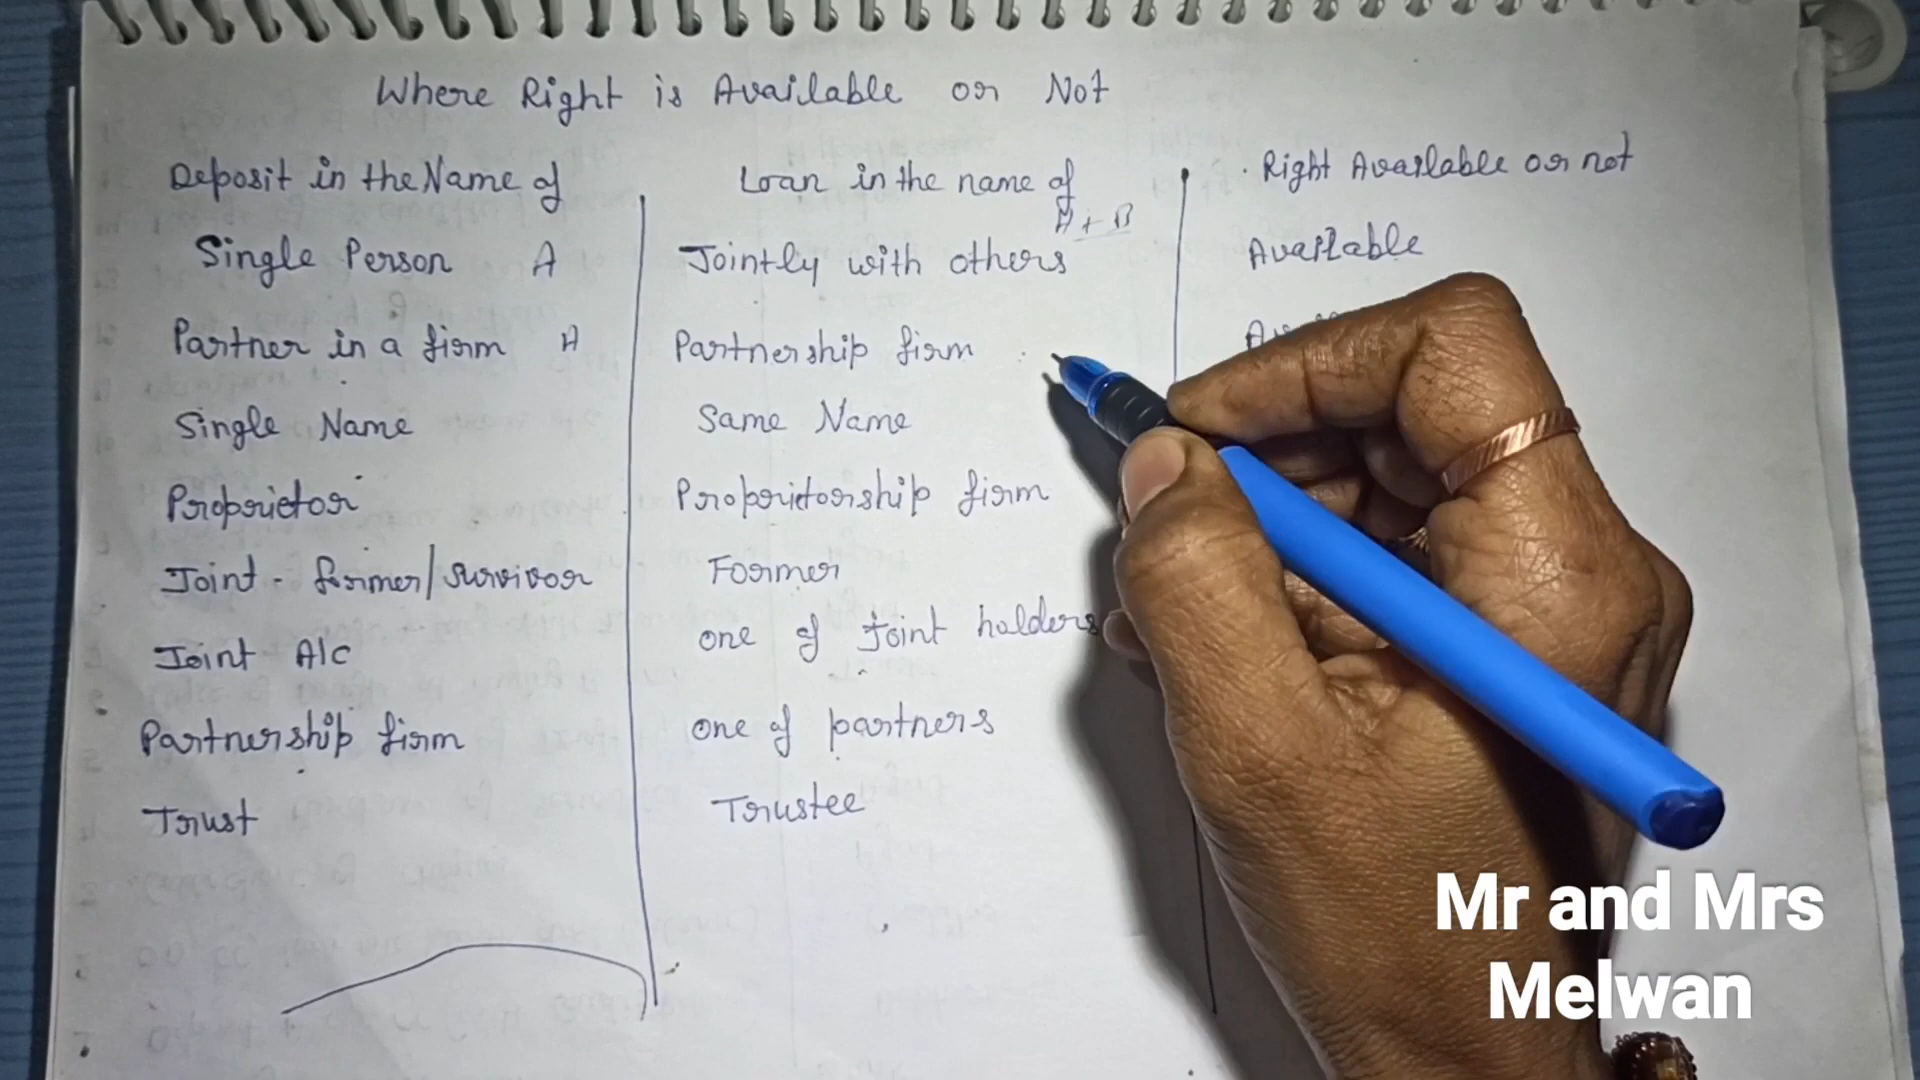 Where Right is Available or Not
Deposit in the Name of Loan in the name of Right Available or not
A + B
Single Person A Jointly with others Available
Partner in a firm A Partnership firm
Single Name Same Name
Proprietor Proprietorship firm
Joint - former/survivor Former
Joint A/C one of Joint holders
Partnership firm one of partners
Trust Trustee
Mr and Mrs
Melwan